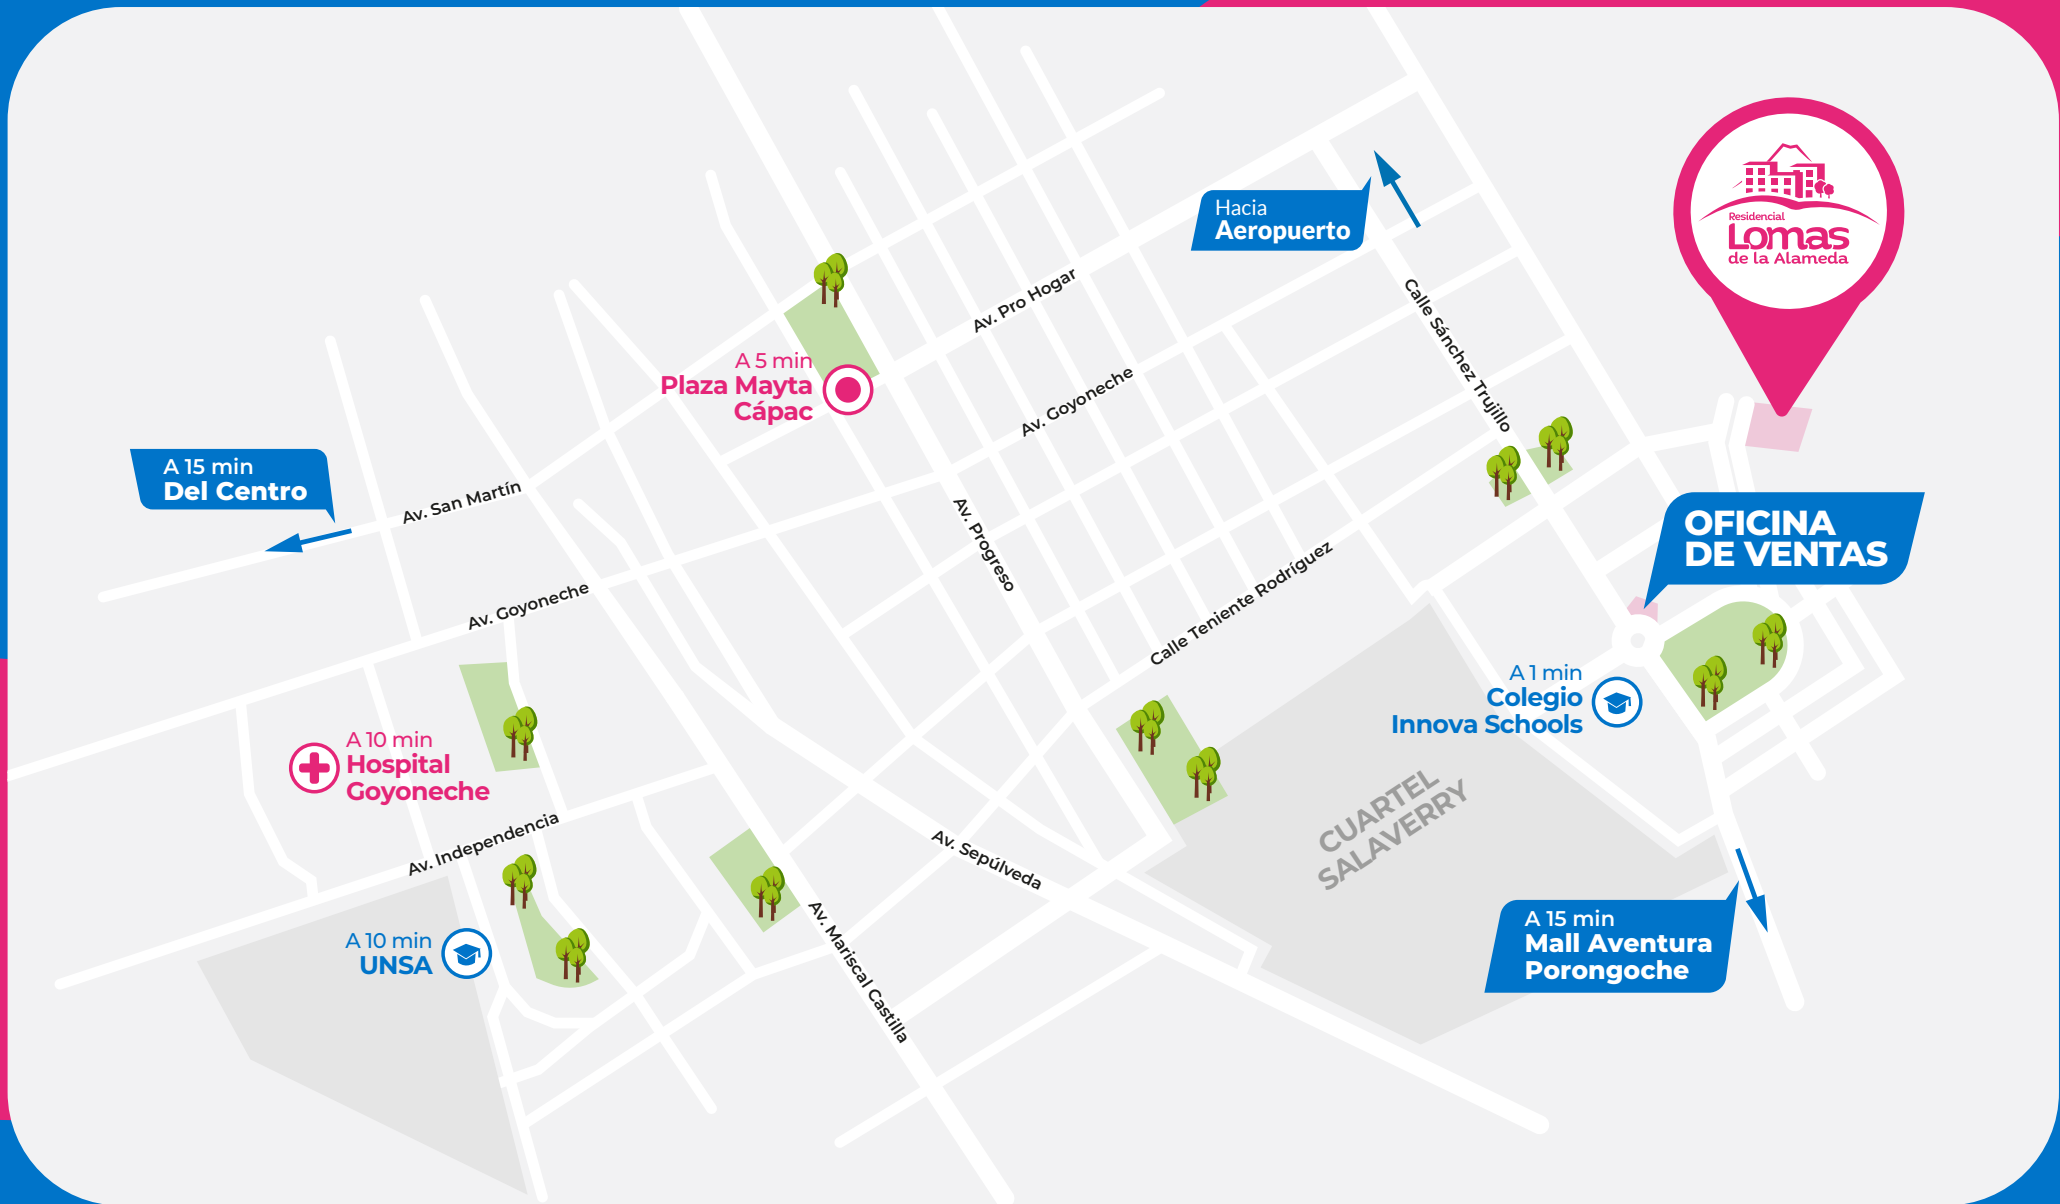 Residencial
Lomas
de la Alameda
Hacia
Aeropuerto
Av. Pro Hogar
Calle Sánchez Trujillo
A 5 min
Plaza Mayta
Cápac
Av. Goyoneche
A 15 min
Del Centro
Av. San Martín
Av. Progreso
OFICINA
DE VENTAS
Av. Goyoneche
Calle Teniente Rodríguez
A 1 min
Colegio
Innova Schools
A 10 min
Hospital
Goyoneche
CUARTEL
SALAVERRY
Av. Independencia
Av. Sepúlveda
A 10 min
UNSA
Av. Mariscal Castilla
A 15 min
Mall Aventura
Porongoche